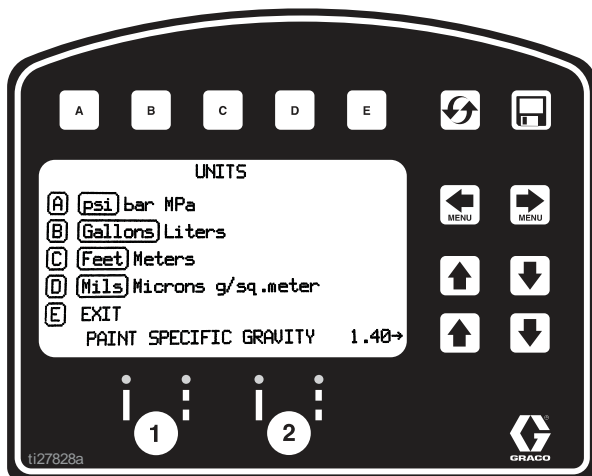 A B C D E
UNITS
A psi bar MPa
B Gallons Liters
C Feet Meters
D Mils Microns g/sq.meter
E EXIT
PAINT SPECIFIC GRAVITY 1.40→
MENU MENU
1 2
ti27828a
GRACO